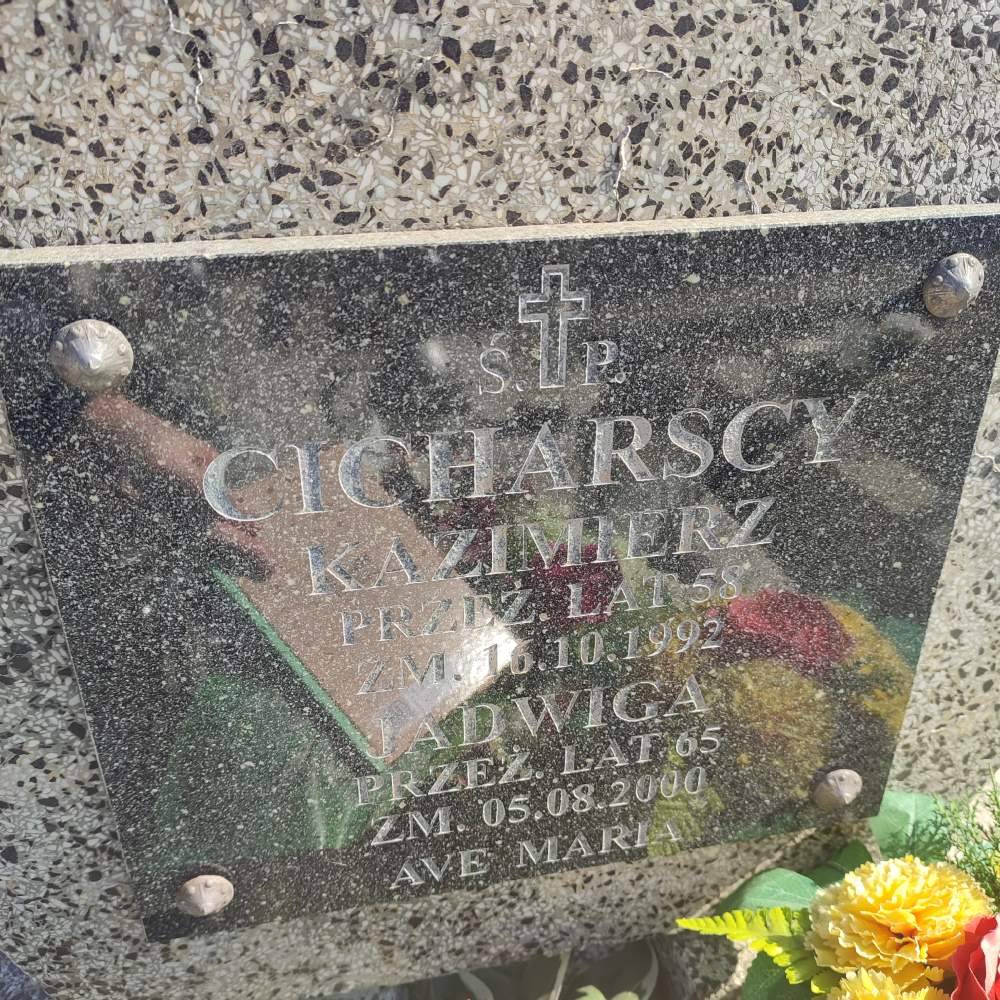 Ś. P.
CICHARSCY
KAZIMIERZ
PRZEŻ. LAT 58
ZM. 16.10.1992
JADWIGA
PRZEŻ. LAT 65
ZM. 05.08.2000
AVE MARIA